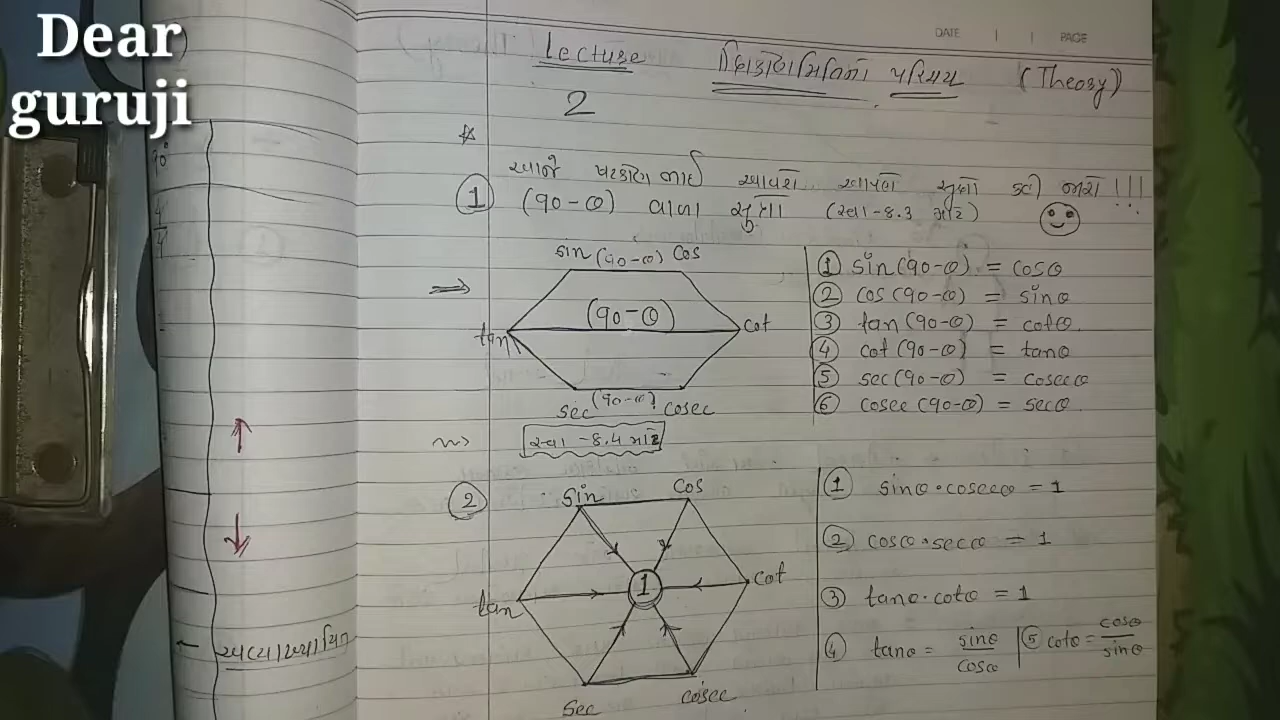 Dear
guruji
DATE PAGE
Lecture ત્રિકોણમિતિનો પરિચય (Theory)
2
90°
1 (90-θ) વાળા સૂત્રો (સ્વા-8.3 માટે)
sin (90-θ) cos
(90-θ)
tan cot
sec (90-θ) cosec
① sin(90-θ) = cosθ
② cos(90-θ) = sinθ
③ tan(90-θ) = cotθ.
④ cot(90-θ) = tanθ
⑤ sec(90-θ) = cosecθ
⑥ cosec(90-θ) = secθ.
સ્વા-8.4 માટે
2
sin cos
tan 1 cot
sec cosec
① sinθ·cosecθ = 1
② cosθ·secθ = 1
③ tanθ·cotθ = 1
④ tanθ = sinθ/cosθ | ⑤ cotθ = cosθ/sinθ